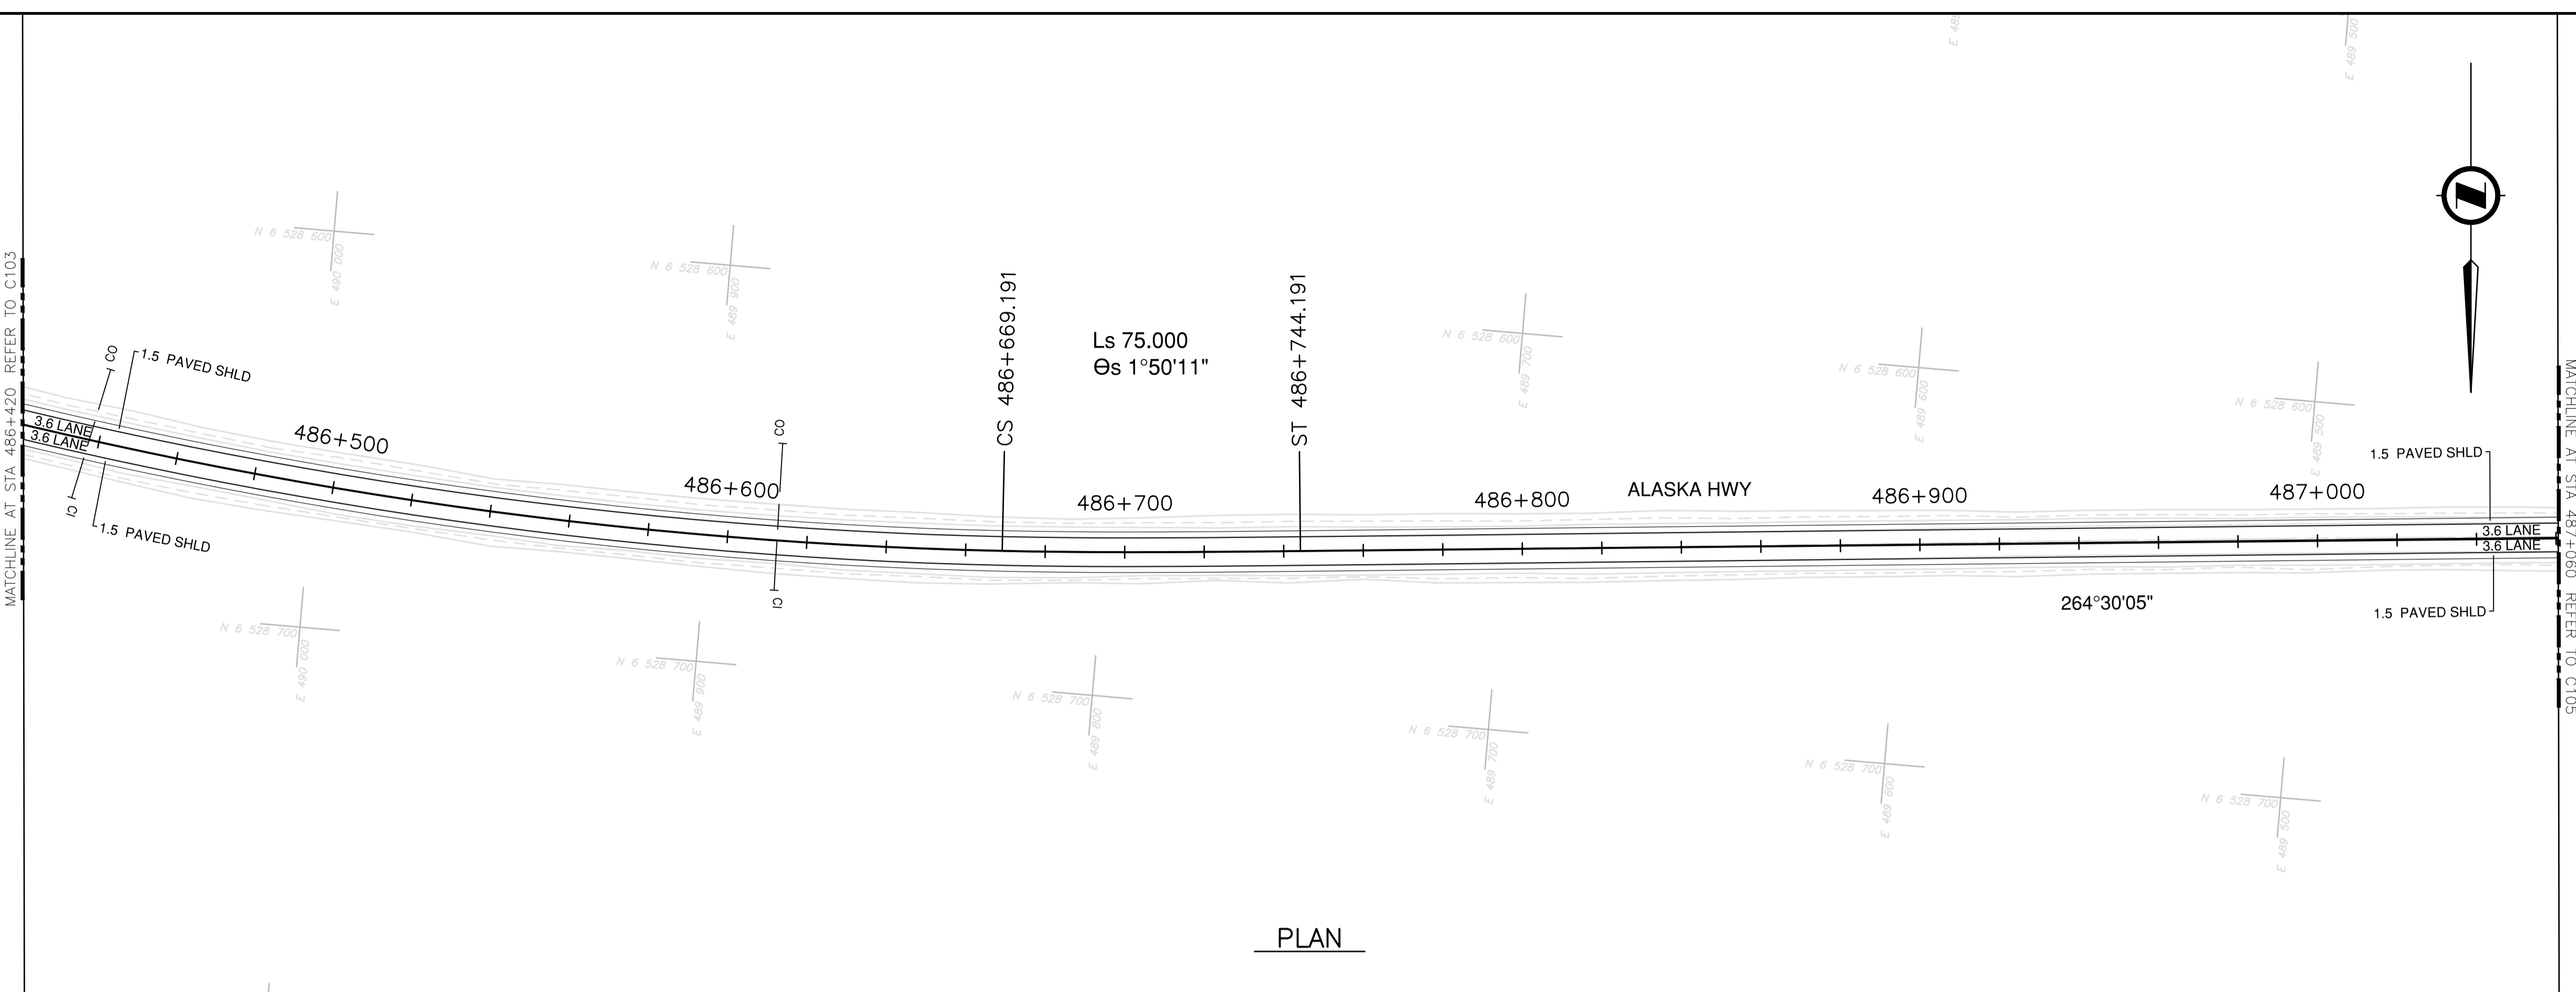 E 489 500
N 6 528 600
E 490 000
N 6 528 600
E 489 900
N 6 528 600
E 489 700
N 6 528 600
E 489 600
N 6 528 600
E 489 500
MATCHLINE AT STA 486+420 REFER TO C103
CO
1.5 PAVED SHLD
3.6 LANE
3.6 LANE
CI
1.5 PAVED SHLD
486+500
CO
486+600
CI
CS 486+669.191
Ls 75.000
Ɵs 1°50'11"
ST 486+744.191
486+700
486+800
ALASKA HWY
486+900
487+000
1.5 PAVED SHLD
3.6 LANE
3.6 LANE
264°30'05"
1.5 PAVED SHLD
MATCHLINE AT STA 487+060 REFER TO C105
N 6 528 700
E 490 000
N 6 528 700
E 489 900
N 6 528 700
E 489 800
N 6 528 700
E 489 700
N 6 528 700
E 489 600
N 6 528 700
E 489 500
PLAN